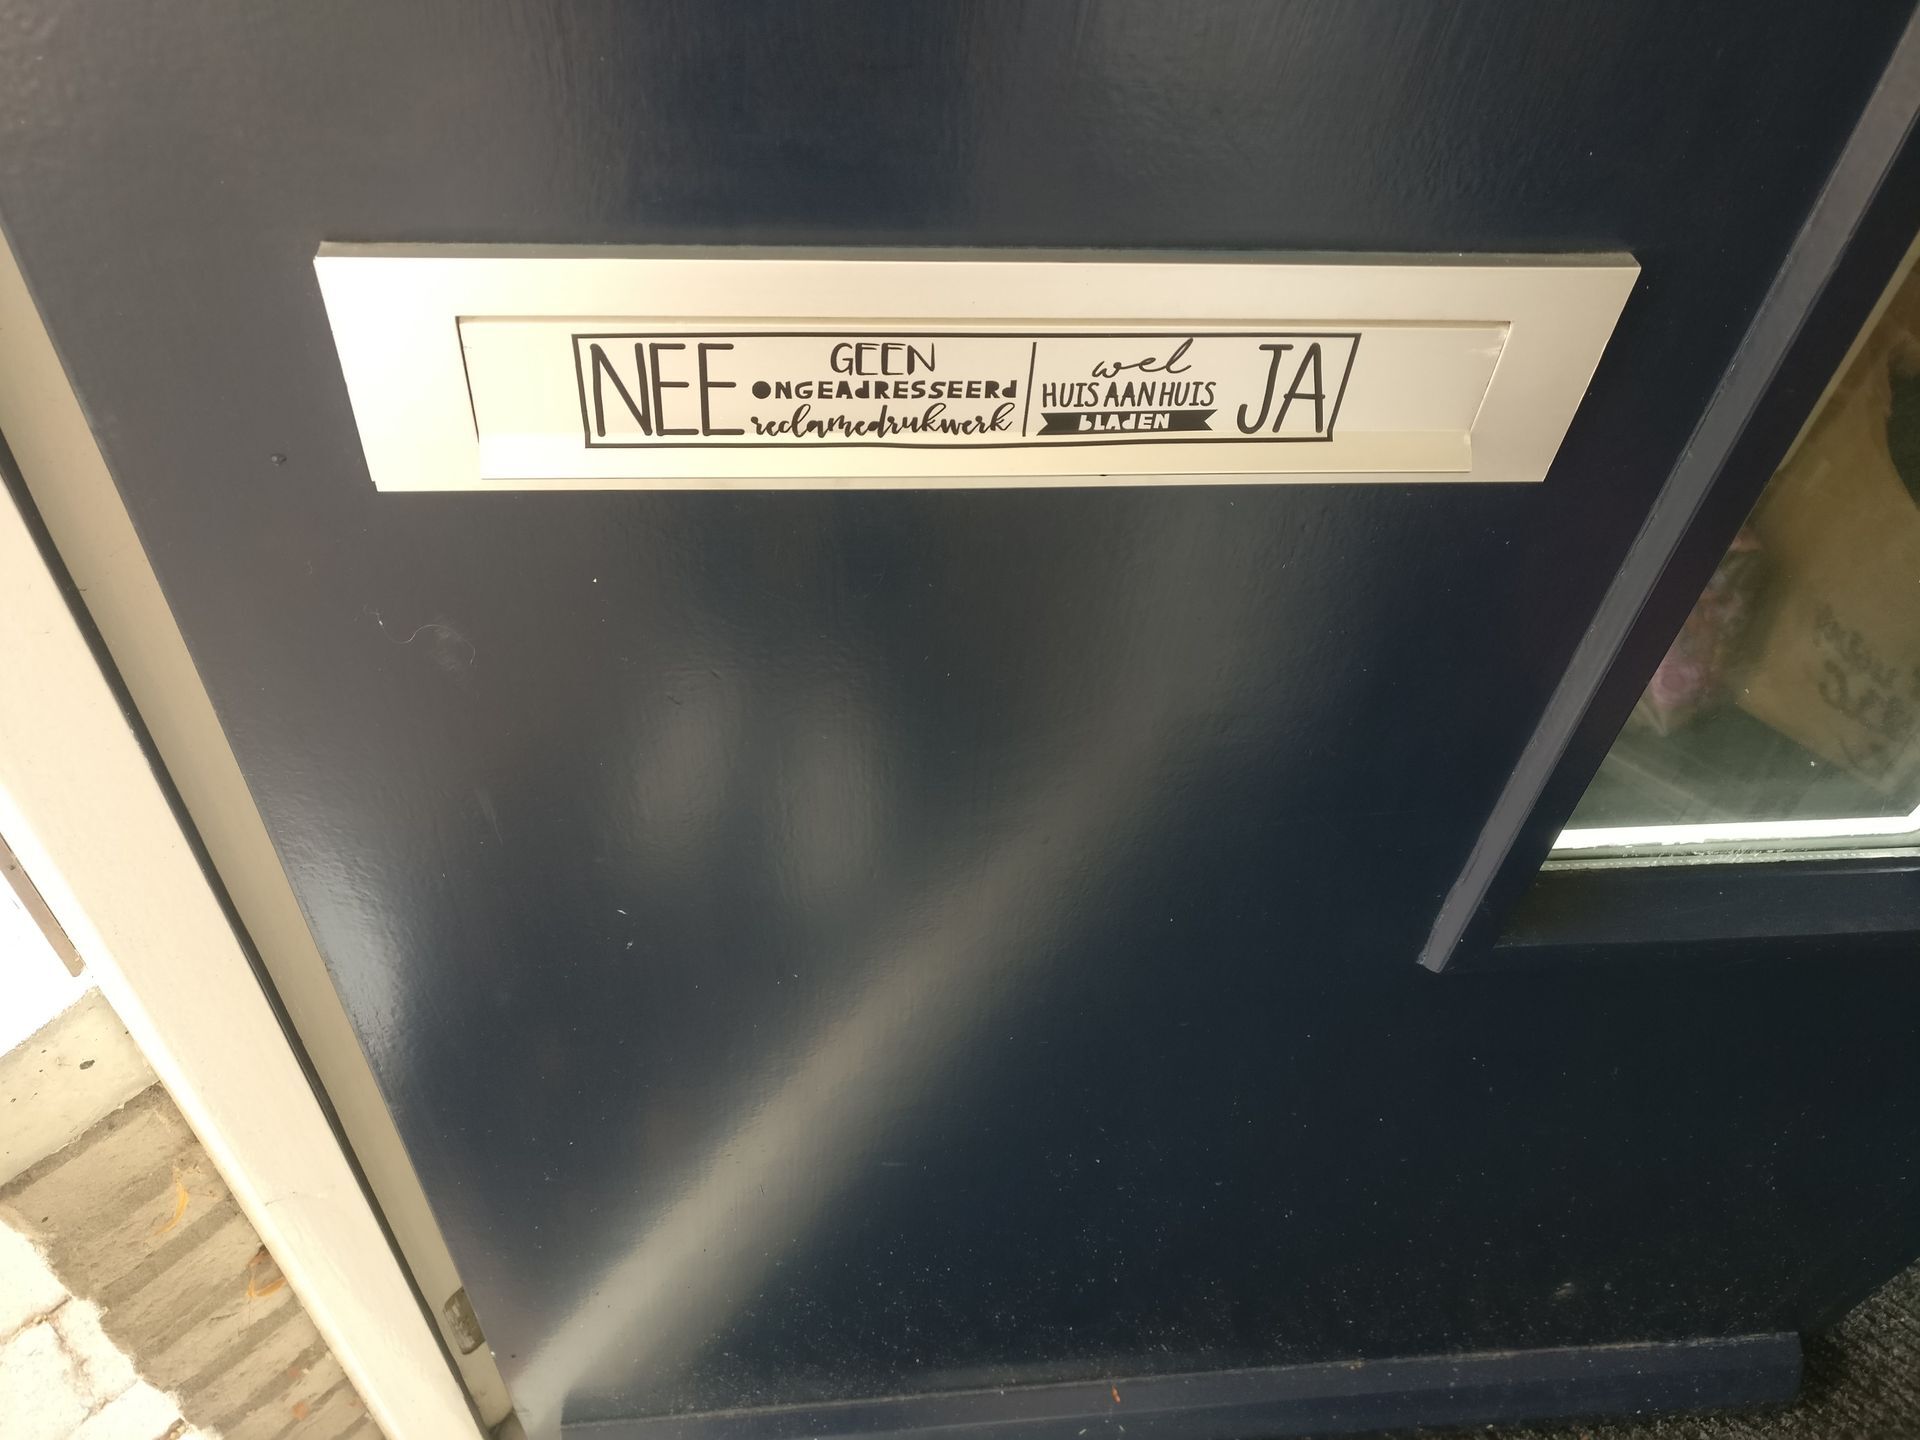 NEE
GEEN
ONGEAdRESSEERd
reclamedrukwerk
wel
HUIS AAN HUIS
bLAdEN
JA